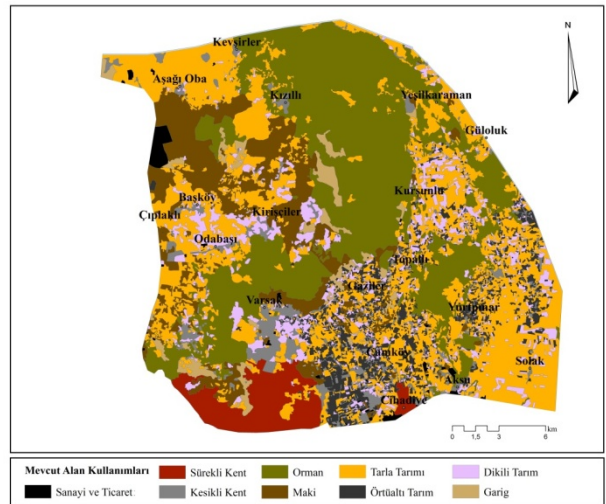 N
Kevşirler
Aşağı Oba
Kızıllı
Yeşilkaraman
Güloluk
Kurşunlu
Başköy
Çıplaklı
Kirişçiler
Odabaşı
Topallı
Gaziler
Varsak
Yurtpınar
Solak
Çamköy
Aksu
Cihadiye
0 1,5 3 6
km
Mevcut Alan Kullanımları
Sürekli Kent
Orman
Tarla Tarımı
Dikili Tarım
Sanayi ve Ticaret
Kesikli Kent
Maki
Örtüaltı Tarım
Garig